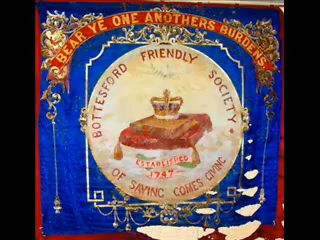 BEAR YE ONE ANOTHERS BURDENS
BOTTESFORD FRIENDLY SOCIETY.
ESTABLISHED
1747
OF SAVING COMES GIVING